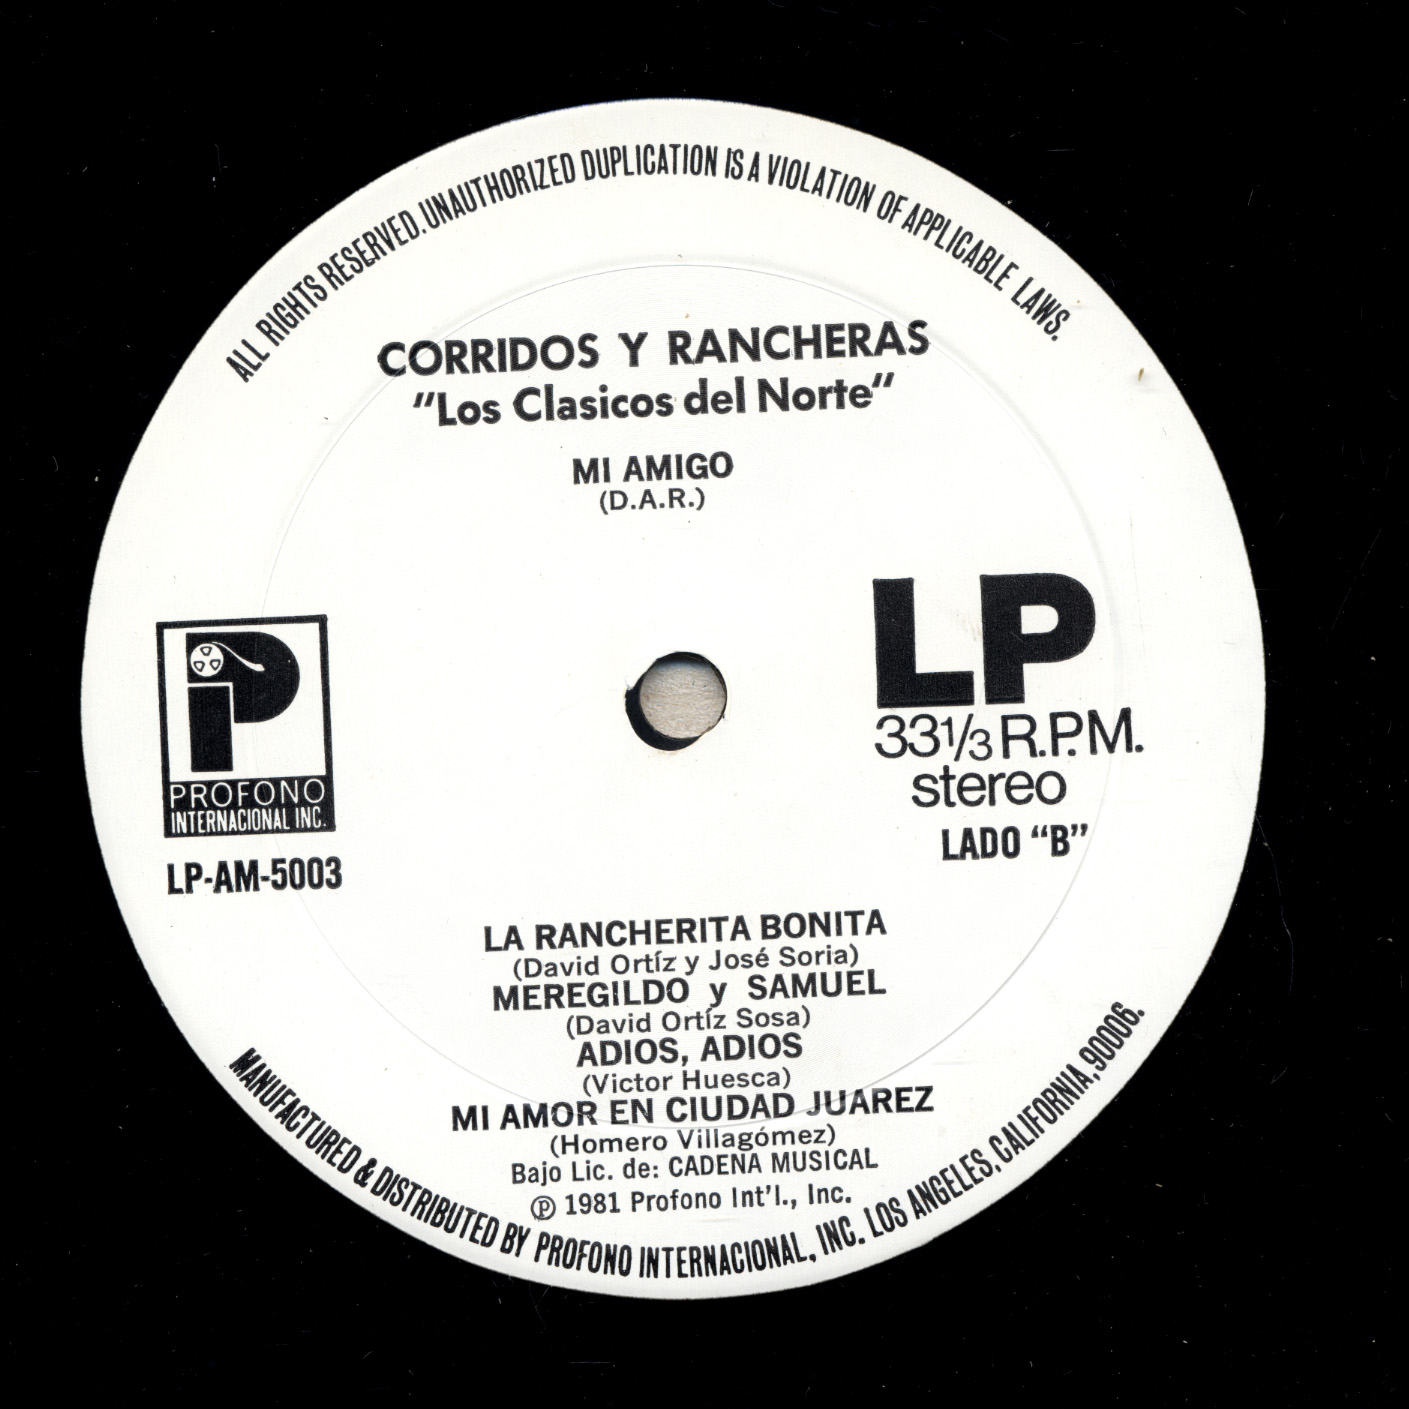 ALL RIGHTS RESERVED. UNAUTHORIZED DUPLICATION IS A VIOLATION OF APPLICABLE LAWS.
CORRIDOS Y RANCHERAS
"Los Clasicos del Norte"
MI AMIGO
(D.A.R.)
PROFONO
INTERNACIONAL INC.
LP-AM-5003
LP
33 1/3 R.P.M.
stereo
LADO "B"
LA RANCHERITA BONITA
(David Ortíz y José Soria)
MEREGILDO y SAMUEL
(David Ortíz Sosa)
ADIOS, ADIOS
(Victor Huesca)
MI AMOR EN CIUDAD JUAREZ
(Homero Villagómez)
Bajo Lic. de: CADENA MUSICAL
℗ 1981 Profono Int'l., Inc.
MANUFACTURED & DISTRIBUTED BY PROFONO INTERNACIONAL, INC. LOS ANGELES, CALIFORNIA, 90006.